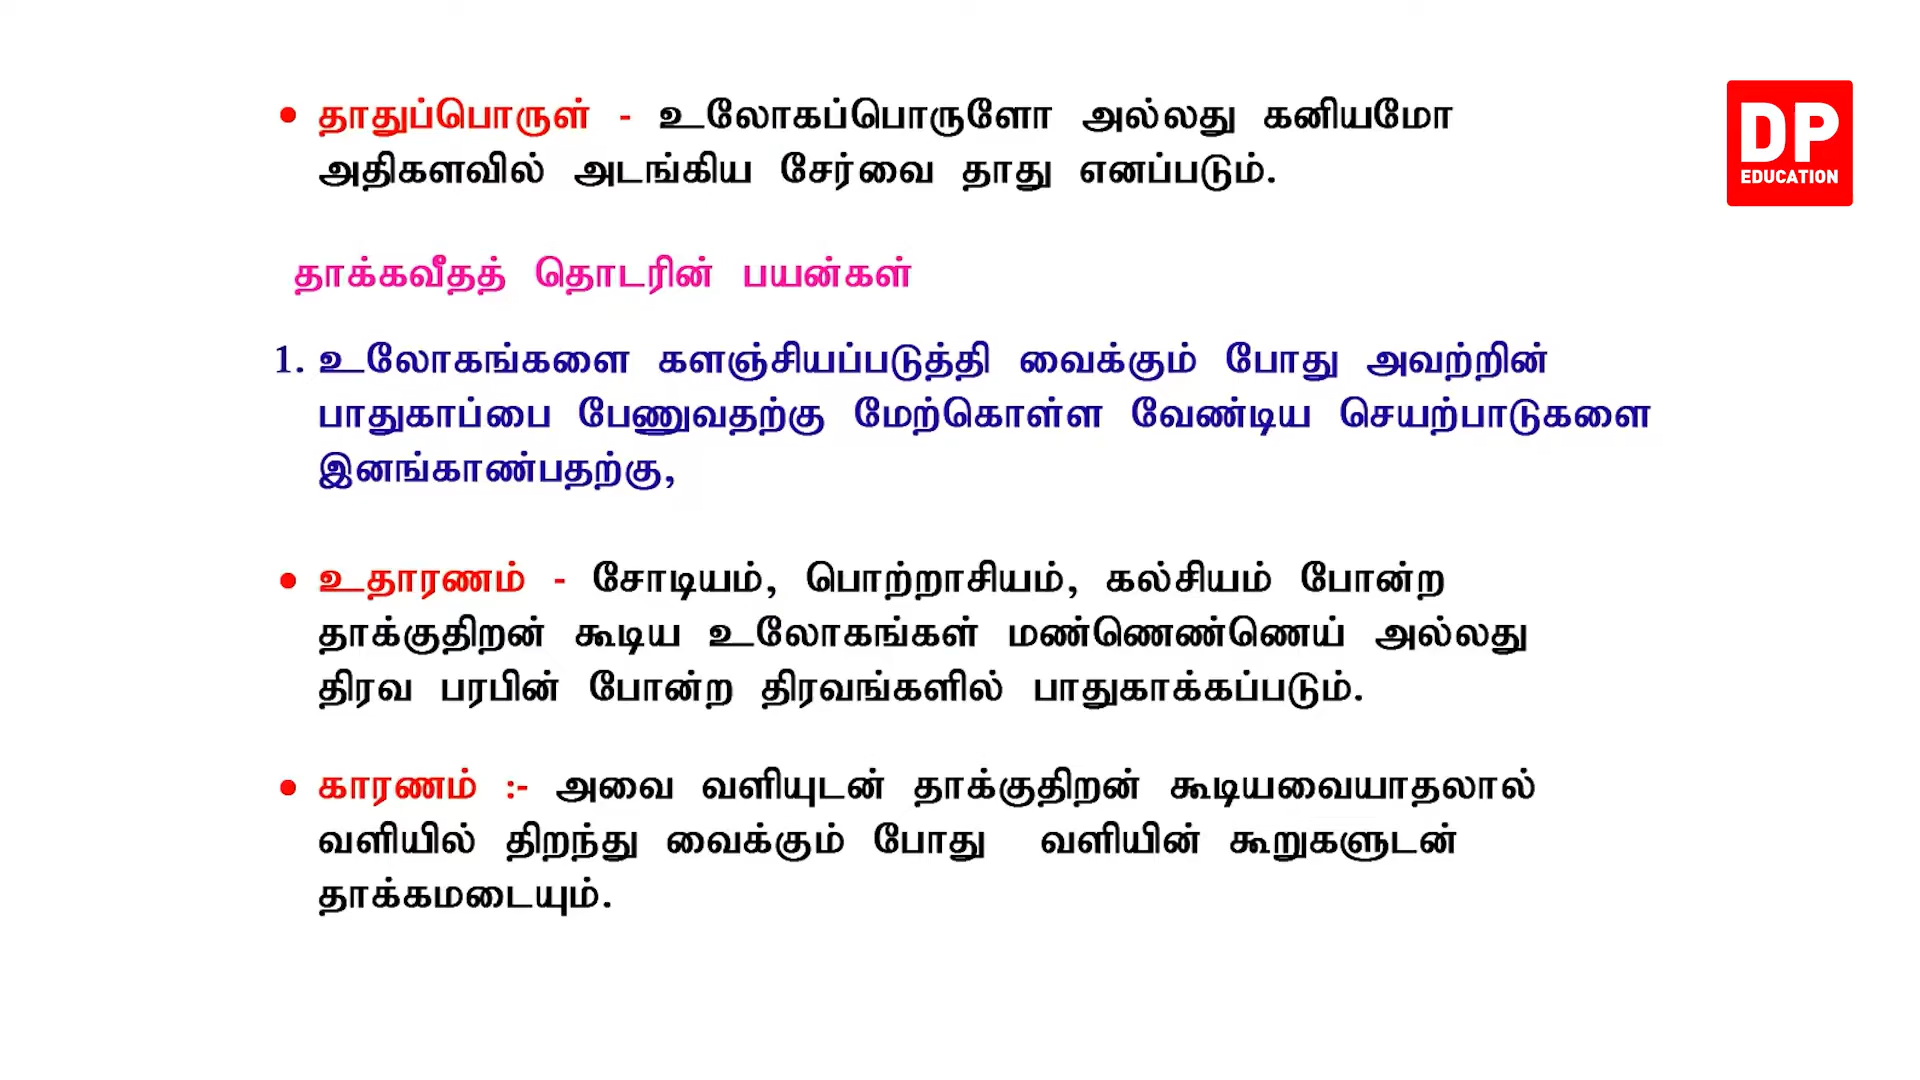 • தாதுப்பொருள் - உலோகப்பொருளோ அல்லது கனியமோ
அதிகளவில் அடங்கிய சேர்வை தாது எனப்படும்.
DP
EDUCATION
தாக்கவீதத் தொடரின் பயன்கள்
1. உலோகங்களை களஞ்சியப்படுத்தி வைக்கும் போது அவற்றின்
பாதுகாப்பை பேணுவதற்கு மேற்கொள்ள வேண்டிய செயற்பாடுகளை
இனங்காண்பதற்கு,
• உதாரணம் - சோடியம், பொற்றாசியம், கல்சியம் போன்ற
தாக்குதிறன் கூடிய உலோகங்கள் மண்ணெண்ணெய் அல்லது
திரவ பரபின் போன்ற திரவங்களில் பாதுகாக்கப்படும்.
• காரணம் :- அவை வளியுடன் தாக்குதிறன் கூடியவையாதலால்
வளியில் திறந்து வைக்கும் போது வளியின் கூறுகளுடன்
தாக்கமடையும்.